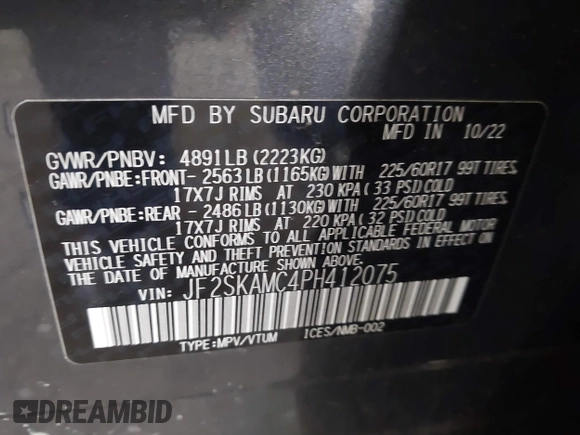 MFD BY SUBARU CORPORATION
MFD IN 10/22
GVWR/PNBV: 4891LB(2223KG)
GAWR/PNBE:FRONT-2563LB(1165KG)WITH 225/60R17 99T TIRES,
17X7J RIMS AT 230 KPA(33 PSI)COLD
GAWR/PNBE:REAR -2486LB(1130KG)WITH 225/60R17 99T TIRES,
17X7J RIMS AT 220 KPA(32 PSI)COLD
THIS VEHICLE CONFORMS TO ALL APPLICABLE FEDERAL MOTOR
VEHICLE SAFETY AND THEFT PREVENTION STANDARDS IN EFFECT ON
THE DATE OF MANUFACTURE SHOWN ABOVE.
VIN: JF2SKAMC4PH412075
TYPE:MPV/VTUM ICES/NMB-002
DREAMBID